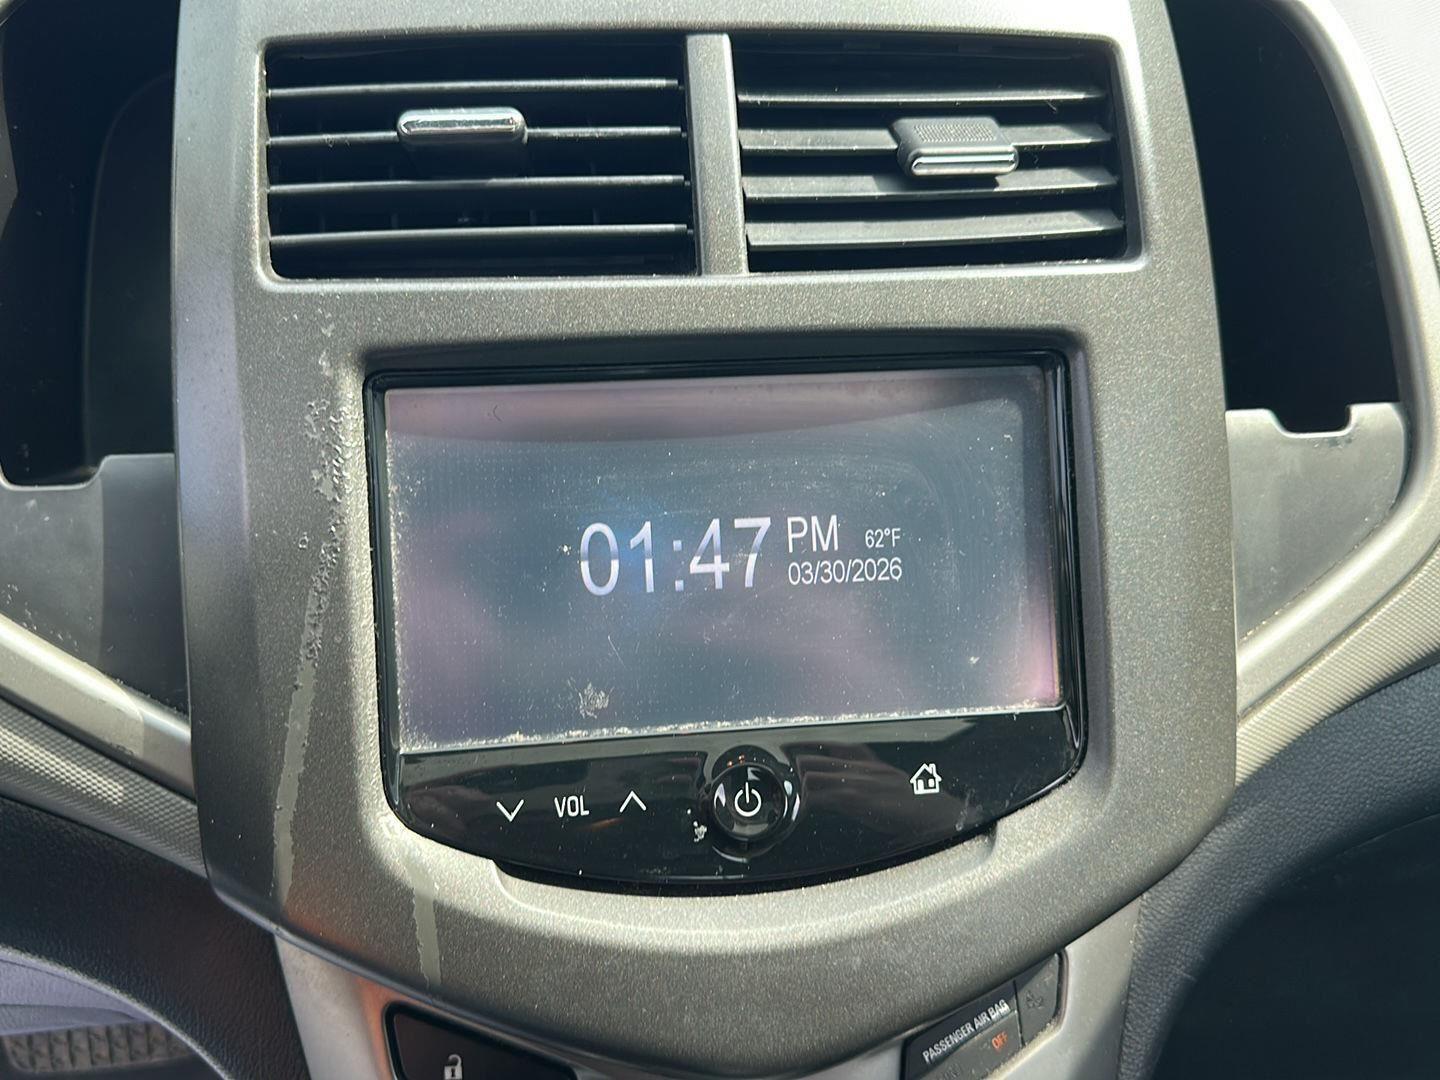 01:47 PM 62°F
03/30/2026
VOL
PASSENGER AIR BAG
OFF